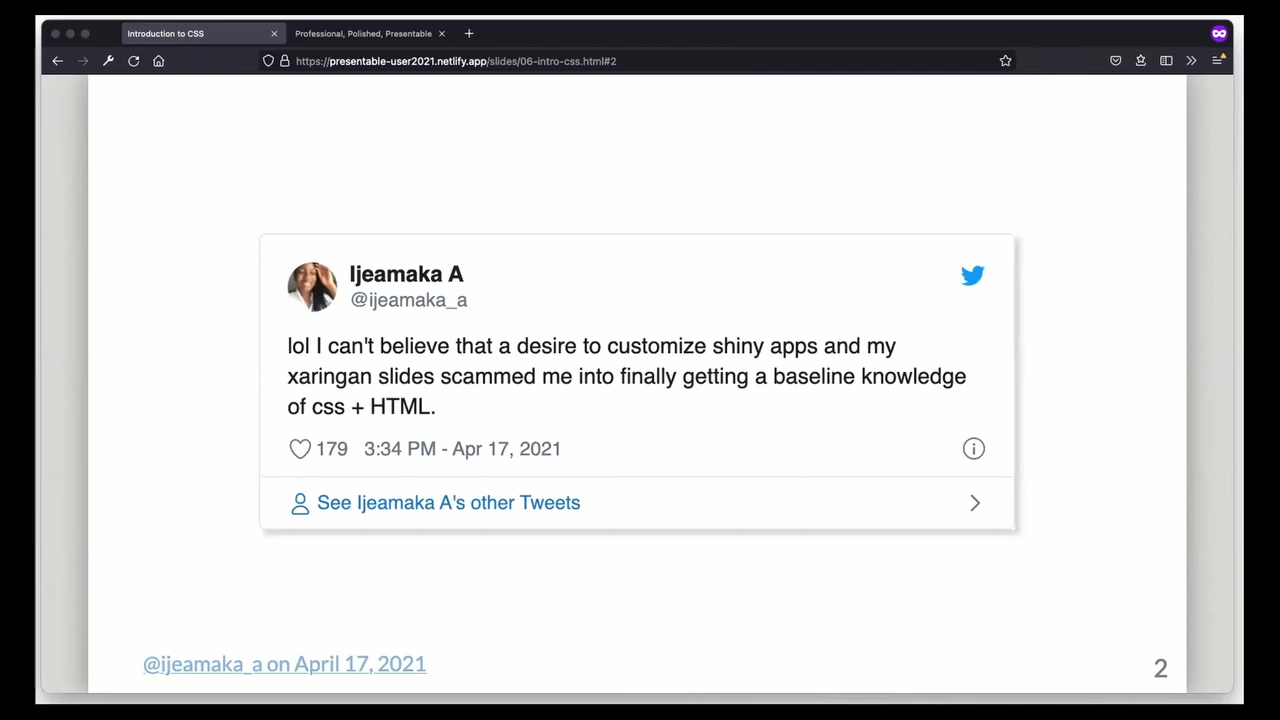 Introduction to CSS
Professional, Polished, Presentable
https://presentable-user2021.netlify.app/slides/06-intro-css.html#2
Ijeamaka A
@ijeamaka_a
lol I can't believe that a desire to customize shiny apps and my
xaringan slides scammed me into finally getting a baseline knowledge
of css + HTML.
179 3:34 PM - Apr 17, 2021
See Ijeamaka A's other Tweets
@ijeamaka_a on April 17, 2021
2